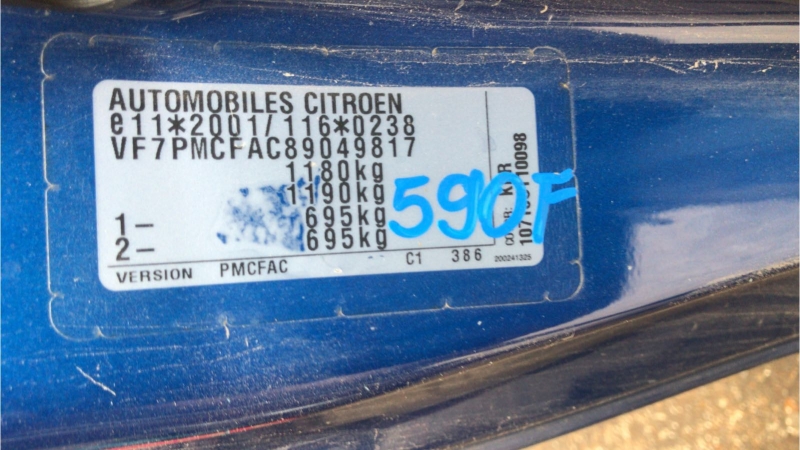 AUTOMOBILES CITROEN
e11*2001/116*0238
VF7PMCFAC89049817
1180kg
1190kg
1- 695kg
2- 695kg
590F
VERSION PMCFAC C1 386
200241325